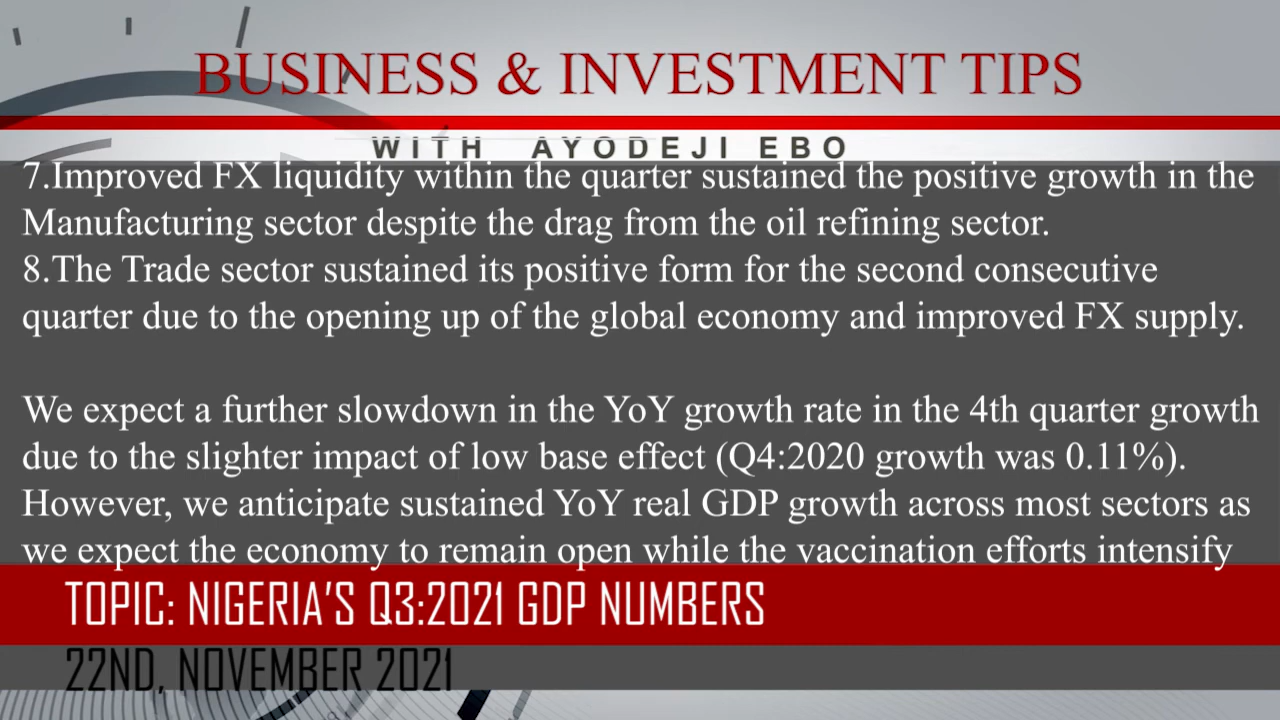 BUSINESS & INVESTMENT TIPS
WITH AYODEJI EBO
7.Improved FX liquidity within the quarter sustained the positive growth in the
Manufacturing sector despite the drag from the oil refining sector.
8.The Trade sector sustained its positive form for the second consecutive
quarter due to the opening up of the global economy and improved FX supply.
We expect a further slowdown in the YoY growth rate in the 4th quarter growth
due to the slighter impact of low base effect (Q4:2020 growth was 0.11%).
However, we anticipate sustained YoY real GDP growth across most sectors as
we expect the economy to remain open while the vaccination efforts intensify
TOPIC: NIGERIA'S Q3:2021 GDP NUMBERS
22ND, NOVEMBER 2021